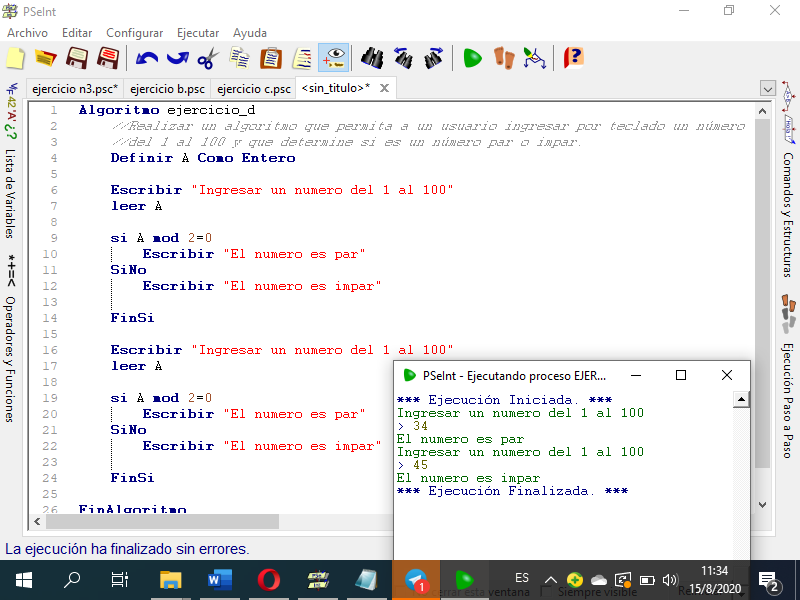 PSeInt
Archivo Editar Configurar Ejecutar Ayuda
ejercicio n3.psc* ejercicio b.psc ejercicio c.psc <sin_titulo>*
1 Algoritmo ejercicio_d
2 //Realizar un algoritmo que permita a un usuario ingresar por teclado un número
3 //del 1 al 100 y que determine si es un número par o impar.
4 Definir A Como Entero
5
6 Escribir "Ingresar un numero del 1 al 100"
7 leer A
8
9 si A mod 2=0
10 Escribir "El numero es par"
11 SiNo
12 Escribir "El numero es impar"
13
14 FinSi
15
16 Escribir "Ingresar un numero del 1 al 100"
17 leer A
18
19 si A mod 2=0
20 Escribir "El numero es par"
21 SiNo
22 Escribir "El numero es impar"
23
24 FinSi
25
26 FinAlgoritmo
Lista de Variables
*+=< Operadores y Funciones
Comandos y Estructuras
Ejecución Paso a Paso
PSeInt - Ejecutando proceso EJER...
*** Ejecución Iniciada. ***
Ingresar un numero del 1 al 100
> 34
El numero es par
Ingresar un numero del 1 al 100
> 45
El numero es impar
*** Ejecución Finalizada. ***
La ejecución ha finalizado sin errores.
ES
11:34
15/8/2020
1
2